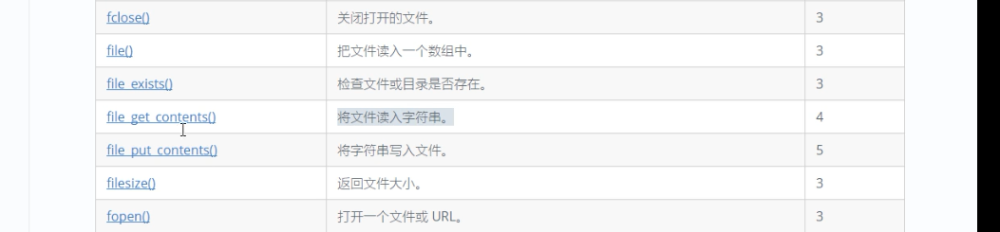 fclose() 关闭打开的文件。 3
file() 把文件读入一个数组中。 3
file_exists() 检查文件或目录是否存在。 3
file_get_contents() 将文件读入字符串。 4
file_put_contents() 将字符串写入文件。 5
filesize() 返回文件大小。 3
fopen() 打开一个文件或 URL。 3